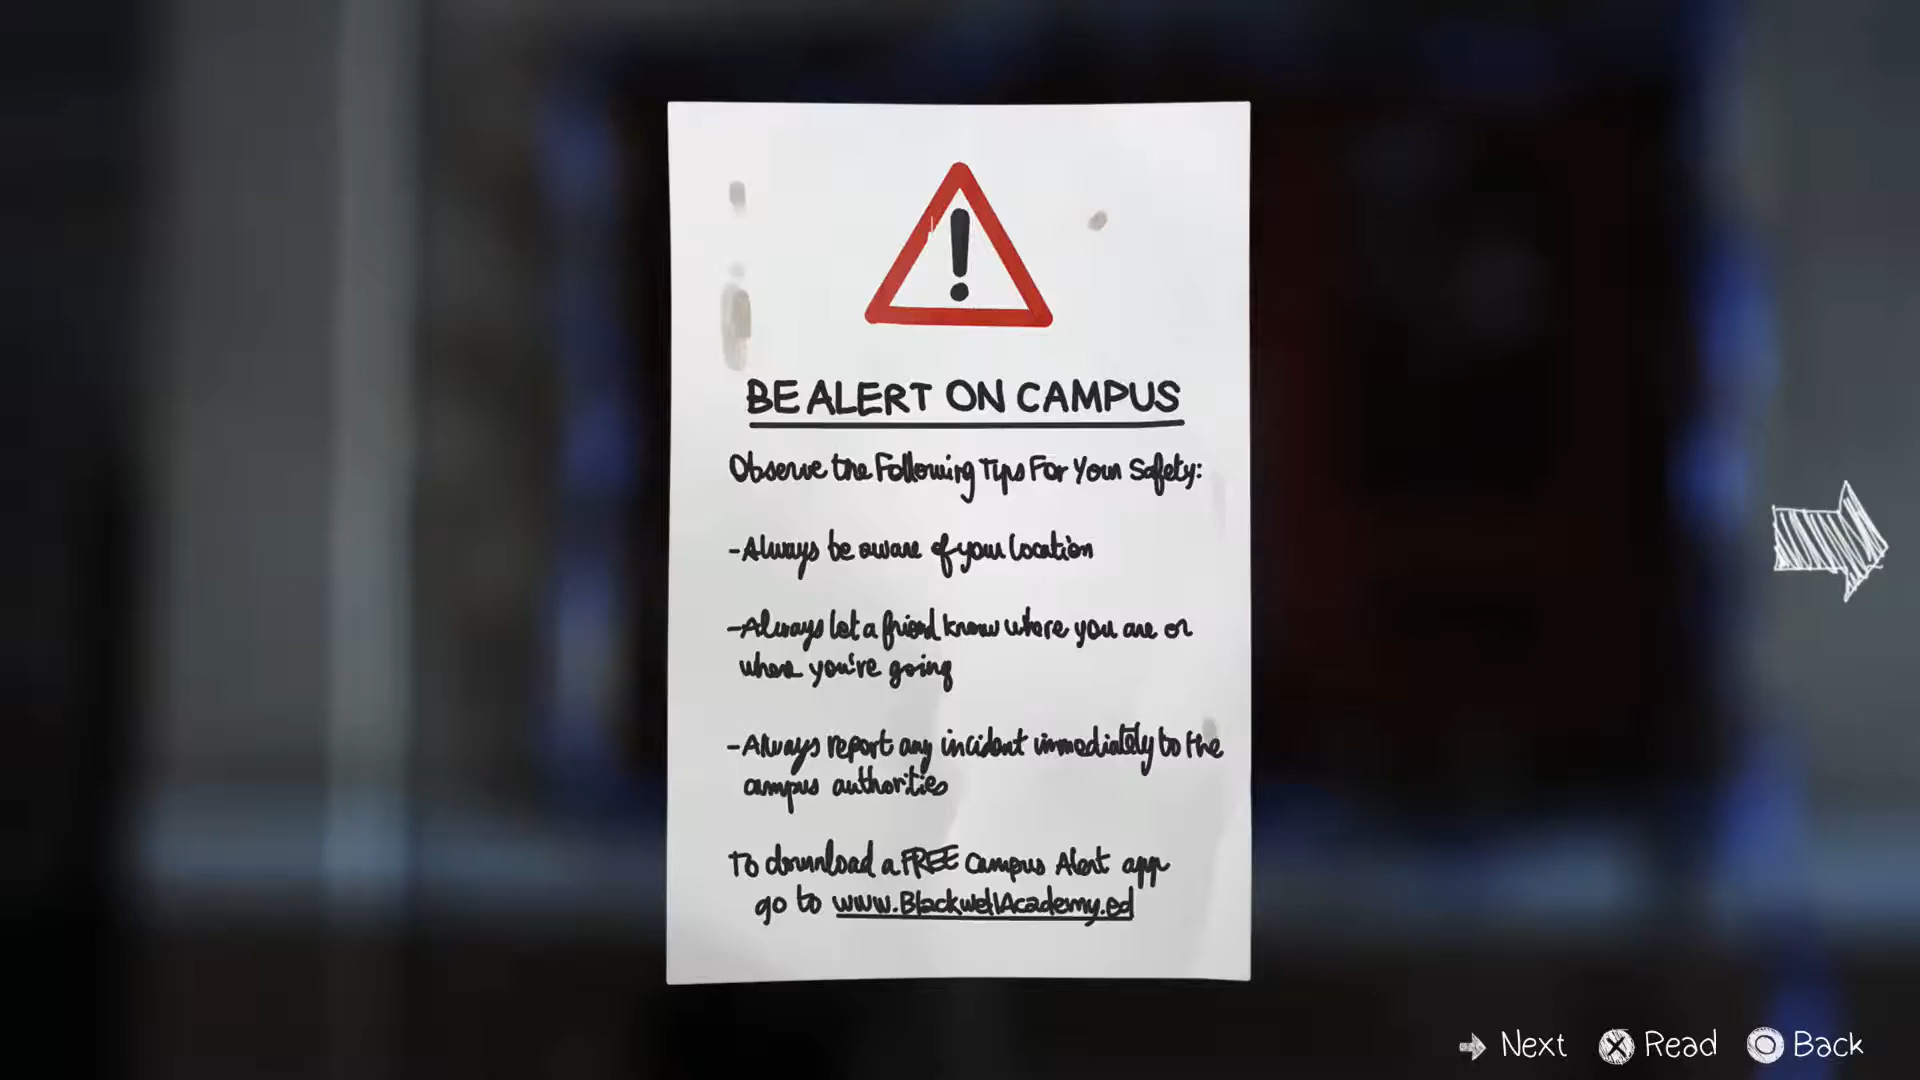 !
BE ALERT ON CAMPUS
Observe the Following Tips For Your Safety:
-Always be aware of your location
-Always let a friend know where you are or
where you're going
-Always report any incident immediately to the
campus authorities
To download a FREE Campus Alert app
go to www.BlackwellAcademy.ed
Next Read Back